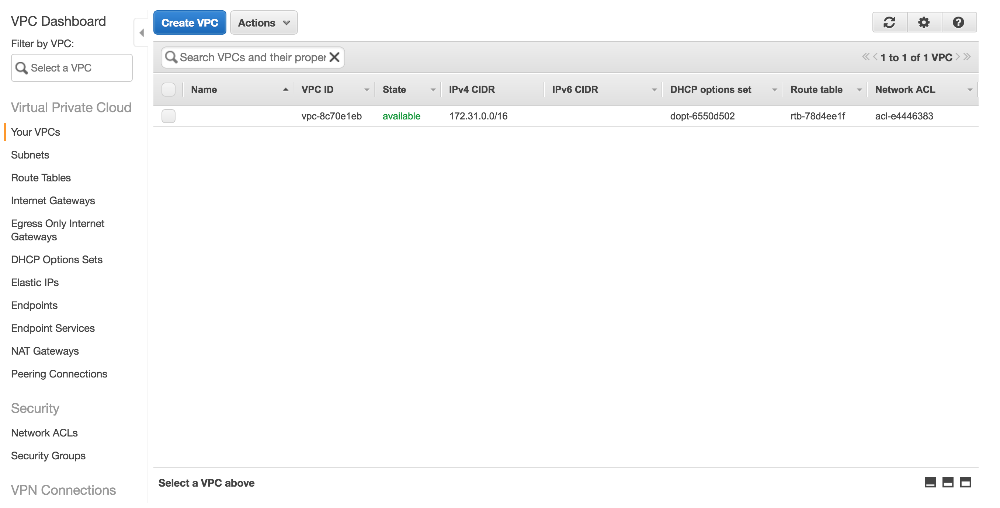 VPC Dashboard
Filter by VPC:
Select a VPC
Virtual Private Cloud
Your VPCs
Subnets
Route Tables
Internet Gateways
Egress Only Internet
Gateways
DHCP Options Sets
Elastic IPs
Endpoints
Endpoint Services
NAT Gateways
Peering Connections
Security
Network ACLs
Security Groups
VPN Connections
Create VPC Actions
Search VPCs and their proper 1 to 1 of 1 VPC
Name VPC ID State IPv4 CIDR IPv6 CIDR DHCP options set Route table Network ACL
vpc-8c70e1eb available 172.31.0.0/16 dopt-6550d502 rtb-78d4ee1f acl-e4446383
Select a VPC above